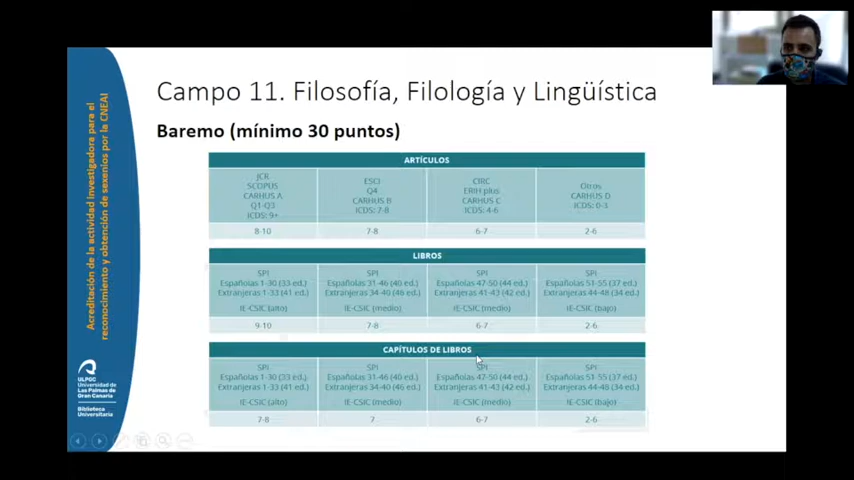 Acreditación de la actividad investigadora para el
reconocimiento y obtención de sexenios por la CNEAI
Campo 11. Filosofía, Filología y Lingüística
Baremo (mínimo 30 puntos)
ARTÍCULOS
JCR
SCOPUS
CARHUS A
Q1-Q3
ICDS: 9+
ESCI
Q4
CARHUS B
ICDS: 7-8
CIRC
ERIH plus
CARHUS C
ICDS: 4-6
Otros
CARHUS D
ICDS: 0-3
8-10
7-8
6-7
2-6
LIBROS
SPI
Españolas 1-30 (33 ed.)
Extranjeras 1-33 (41 ed.)
IE-CSIC (alto)
SPI
Españolas 31-46 (40 ed.)
Extranjeras 34-40 (46 ed.)
IE-CSIC (medio)
SPI
Españolas 47-50 (44 ed.)
Extranjeras 41-43 (42 ed.)
IE-CSIC (medio)
SPI
Españolas 51-55 (37 ed.)
Extranjeras 44-48 (34 ed.)
IE-CSIC (bajo)
9-10
7-8
6-7
2-6
CAPÍTULOS DE LIBROS
SPI
Españolas 1-30 (33 ed.)
Extranjeras 1-33 (41 ed.)
IE-CSIC (alto)
SPI
Españolas 31-46 (40 ed.)
Extranjeras 34-40 (46 ed.)
IE-CSIC (medio)
SPI
Españolas 47-50 (44 ed.)
Extranjeras 41-43 (42 ed.)
IE-CSIC (medio)
SPI
Españolas 51-55 (37 ed.)
Extranjeras 44-48 (34 ed.)
IE-CSIC (bajo)
7-8
7
6-7
2-6
ULPGC
Universidad de
Las Palmas de
Gran Canaria
Biblioteca
Universitaria